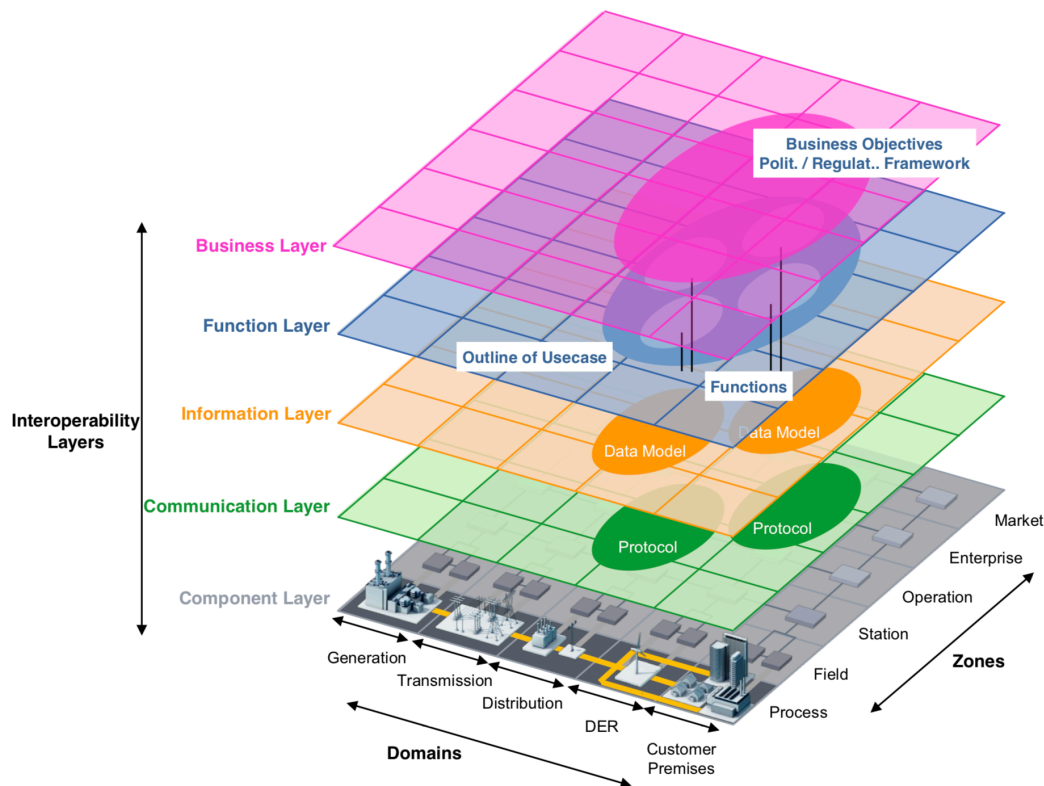 Business Objectives
Polit. / Regulat.. Framework
Business Layer
Function Layer
Outline of Usecase
Functions
Interoperability
Layers
Information Layer
Data Model
Data Model
Communication Layer
Protocol
Protocol
Component Layer
Market
Enterprise
Operation
Station
Field
Process
Zones
Generation
Transmission
Distribution
DER
Customer
Premises
Domains